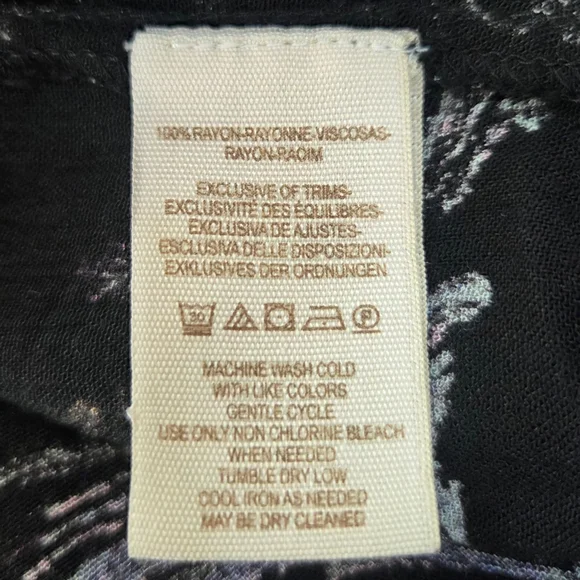 100% RAYON-RAYONNE-VISCOSAS-
RAYON-RAOIM
EXCLUSIVE OF TRIMS-
EXCLUSIVITÉ DES ÉQUILIBRES-
EXCLUSIVA DE AJUSTES-
ESCLUSIVA DELLE DISPOSIZIONI-
EXKLUSIVES DER ORDNUNGEN
30 P
MACHINE WASH COLD
WITH LIKE COLORS
GENTLE CYCLE
USE ONLY NON CHLORINE BLEACH
WHEN NEEDED
TUMBLE DRY LOW
COOL IRON AS NEEDED
MAY BE DRY CLEANED